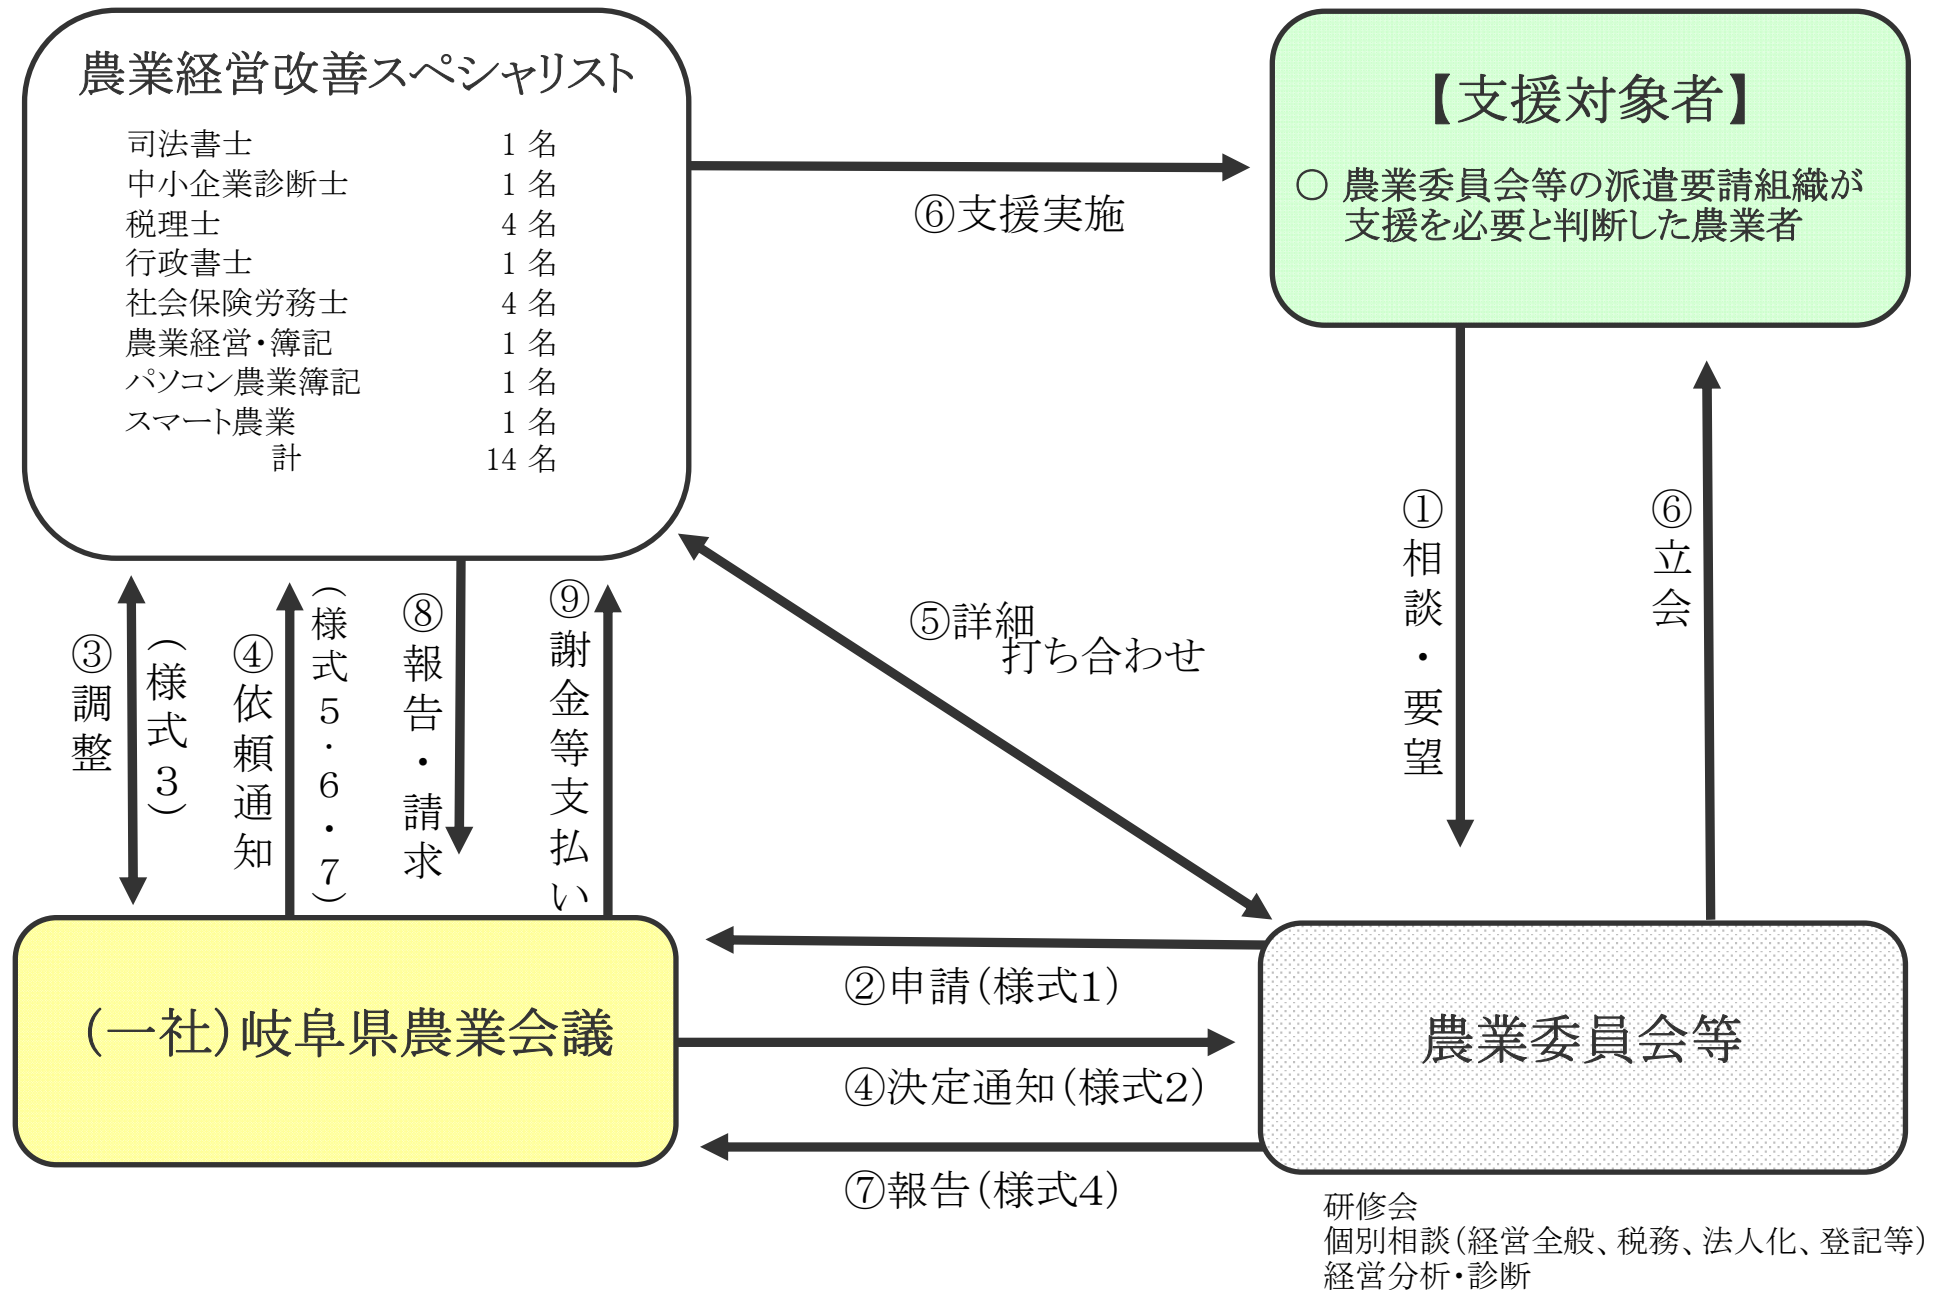 農業経営改善スペシャリスト
司法書士 1 名
中小企業診断士 1 名
税理士 4 名
行政書士 1 名
社会保険労務士 4 名
農業経営・簿記 1 名
パソコン農業簿記 1 名
スマート農業 1 名
計 14 名
【支援対象者】
○ 農業委員会等の派遣要請組織が
支援を必要と判断した農業者
⑥支援実施
①相談・要望
⑥立会
⑤詳細
打ち合わせ
③調整
（様式３）
④依頼通知
（様式５・６・７）
⑧報告・請求
⑨謝金等支払い
②申請（様式１）
④決定通知（様式２）
⑦報告（様式４）
（一社）岐阜県農業会議
農業委員会等
研修会
個別相談（経営全般、税務、法人化、登記等）
経営分析・診断